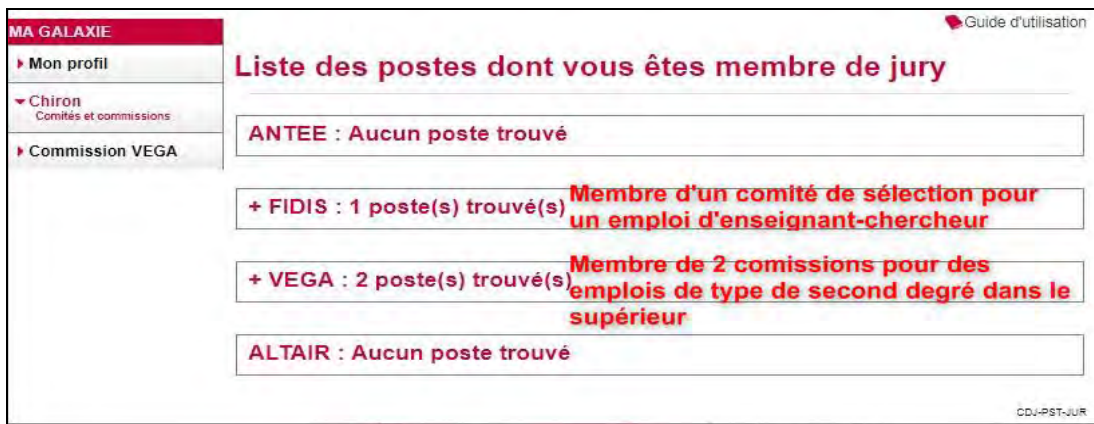 MA GALAXIE
Guide d'utilisation
Mon profil
Liste des postes dont vous êtes membre de jury
Chiron
Comités et commissions
ANTEE : Aucun poste trouvé
Commission VEGA
+ FIDIS : 1 poste(s) trouvé(s)
Membre d'un comité de sélection pour
un emploi d'enseignant-chercheur
+ VEGA : 2 poste(s) trouvé(s)
Membre de 2 comissions pour des
emplois de type de second degré dans le
supérieur
ALTAIR : Aucun poste trouvé
CDJ-PST-JUR